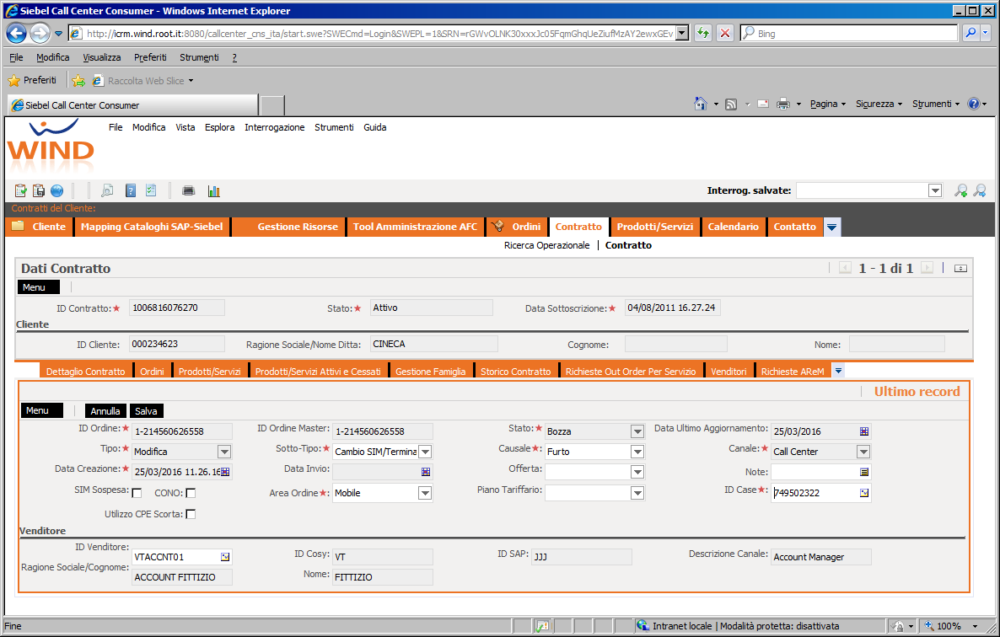 Siebel Call Center Consumer - Windows Internet Explorer
http://icrm.wind.root.it:8080/callcenter_cns_ita/start.swe?SWECmd=Login&SWEPL=1&SRN=rGWvOLNK30xxxJc05FqmGhqUeZiufMzAY2ewxGEv
Bing
File Modifica Visualizza Preferiti Strumenti ?
Preferiti Raccolta Web Slice
Siebel Call Center Consumer
Pagina Sicurezza Strumenti
File Modifica Vista Esplora Interrogazione Strumenti Guida
WIND
Interrog. salvate:
Contratti del Cliente:
Cliente Mapping Cataloghi SAP-Siebel Gestione Risorse Tool Amministrazione AFC Ordini Contratto Prodotti/Servizi Calendario Contatto
Ricerca Operazionale | Contratto
Dati Contratto 1 - 1 di 1
Menu
ID Contratto:* 1006816076270 Stato:* Attivo Data Sottoscrizione:* 04/08/2011 16.27.24
Cliente
ID Cliente: 000234623 Ragione Sociale/Nome Ditta: CINECA Cognome: Nome:
Dettaglio Contratto Ordini Prodotti/Servizi Prodotti/Servizi Attivi e Cessati Gestione Famiglia Storico Contratto Richieste Out Order Per Servizio Venditori Richieste AReM
Ultimo record
Menu Annulla Salva
ID Ordine:* 1-214560626558 ID Ordine Master: 1-214560626558 Stato:* Bozza Data Ultimo Aggiornamento: 25/03/2016
Tipo:* Modifica Sotto-Tipo:* Cambio SIM/Termina Causale*: Furto Canale:* Call Center
Data Creazione:* 25/03/2016 11.26.16 Data Invio: Offerta: Note:
SIM Sospesa: CONO: Area Ordine*: Mobile Piano Tariffario: ID Case*: 749502322
Utilizzo CPE Scorta:
Venditore
ID Venditore: VTACCNT01 ID Cosy: VT ID SAP: JJJ Descrizione Canale: Account Manager
Ragione Sociale/Cognome: ACCOUNT FITTIZIO Nome: FITTIZIO
Fine Intranet locale | Modalità protetta: disattivata 100%